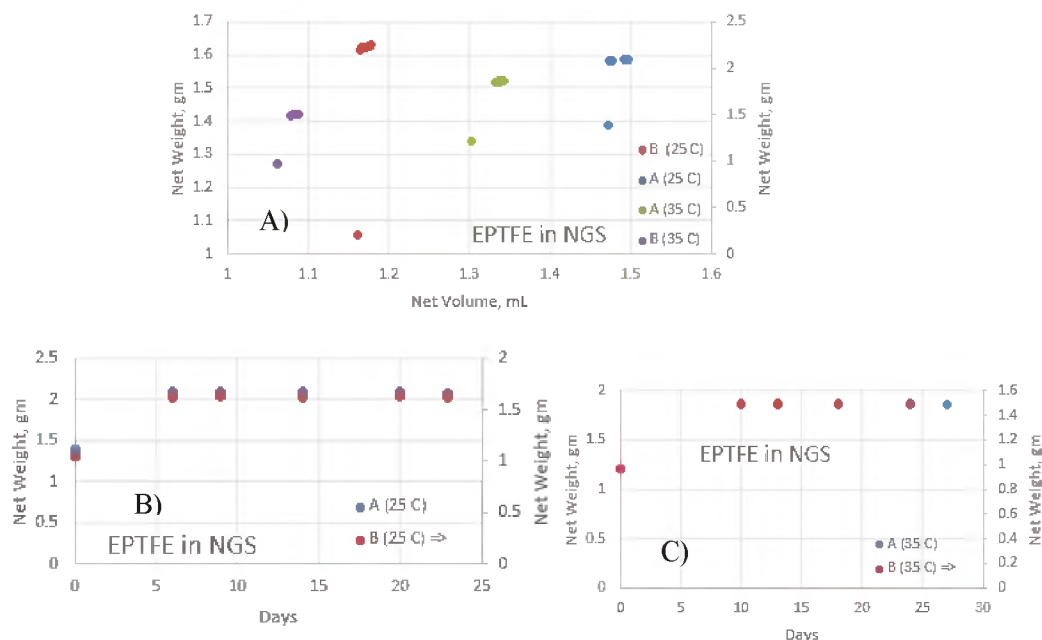 1.7
1.6
1.5
1.4
1.3
1.2
1.1
1
Net Weight, gm
2.5
2
1.5
1
0.5
0
Net Weight, gm
B (25 C)
A (25 C)
A (35 C)
B (35 C)
A)
EPTFE in NGS
1 1.1 1.2 1.3 1.4 1.5 1.6
Net Volume, mL
2.5
2
1.5
1
0.5
0
Net Weight, gm
2
1.5
1
0.5
0
Net Weight, gm
B)
A (25 C)
B (25 C) ⇒
EPTFE in NGS
0 5 10 15 20 25
Days
2
1.5
1
0.5
0
Net Weight, gm
1.6
1.4
1.2
1
0.8
0.6
0.4
0.2
0
Net Weight, gm
EPTFE in NGS
C)
A (35 C)
B (35 C) ⇒
0 5 10 15 20 25 30
Days